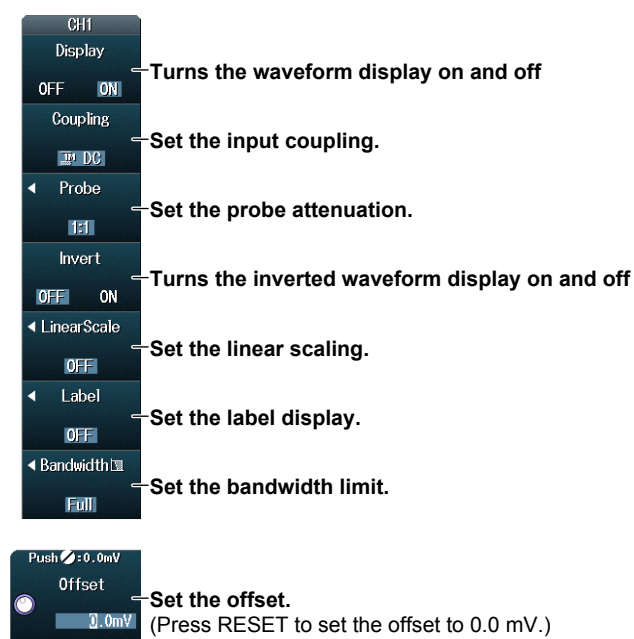 CH1
Display
OFF ON
Turns the waveform display on and off
Coupling
1M DC
Set the input coupling.
Probe
1:1
Set the probe attenuation.
Invert
OFF ON
Turns the inverted waveform display on and off
LinearScale
OFF
Set the linear scaling.
Label
OFF
Set the label display.
Bandwidth
Full
Set the bandwidth limit.
Push :0.0mV
Offset
0.0mV
Set the offset.
(Press RESET to set the offset to 0.0 mV.)